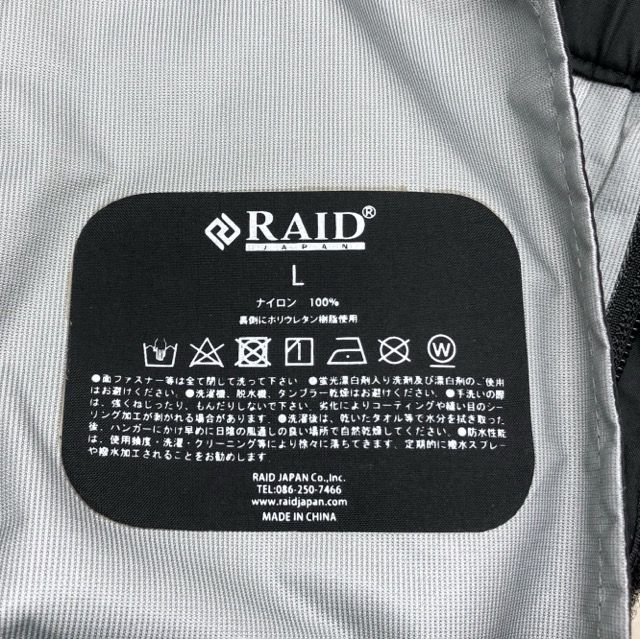 RAID®
JAPAN
L
ナイロン 100%
裏側にポリウレタン樹脂使用
W
●面ファスナー等は全て閉じて洗って下さい ●蛍光漂白剤入り洗剤及び漂白剤のご使用
はお避けください。●洗濯機、脱水機、タンブラー乾燥はお避けください。●手洗いの際
は、強くねじったり、もんだりしないで下さい、劣化によりコーティングや縫い目のシー
リング加工が剥がれる場合があります。●洗濯後は、乾いたタオル等で水分を拭き取った
後、ハンガーにかけ早めに日陰の風通しの良い場所で自然乾燥してください。●防水性能
は、使用頻度・洗濯・クリーニング等により徐々に落ちてきます、定期的に撥水スプレー
や撥水加工されることをお勧めします
RAID JAPAN Co.,Inc.
TEL:086-250-7466
www.raidjapan.com
MADE IN CHINA